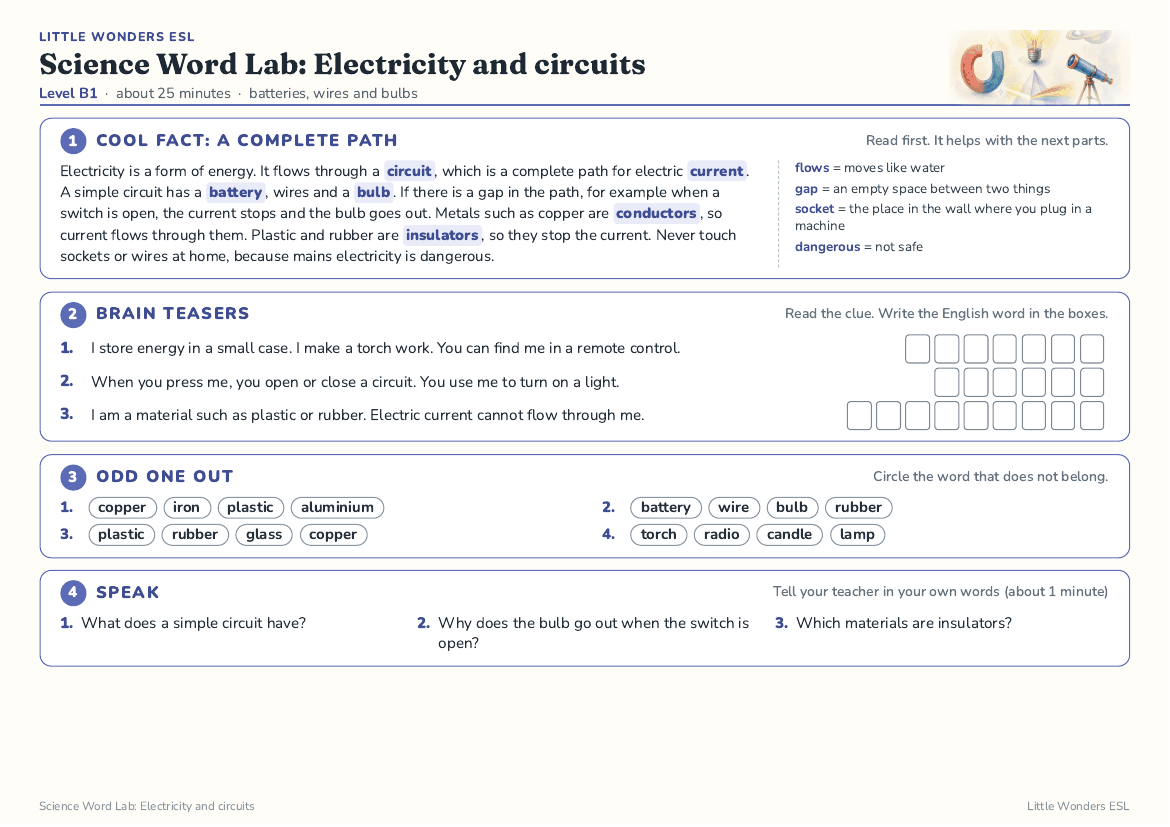 LITTLE WONDERS ESL
Science Word Lab: Electricity and circuits
Level B1 · about 25 minutes · batteries, wires and bulbs
1 COOL FACT: A COMPLETE PATH
Read first. It helps with the next parts.
Electricity is a form of energy. It flows through a circuit, which is a complete path for electric current.
A simple circuit has a battery, wires and a bulb. If there is a gap in the path, for example when a
switch is open, the current stops and the bulb goes out. Metals such as copper are conductors, so
current flows through them. Plastic and rubber are insulators, so they stop the current. Never touch
sockets or wires at home, because mains electricity is dangerous.
flows = moves like water
gap = an empty space between two things
socket = the place in the wall where you plug in a
machine
dangerous = not safe
2 BRAIN TEASERS
Read the clue. Write the English word in the boxes.
1. I store energy in a small case. I make a torch work. You can find me in a remote control.
2. When you press me, you open or close a circuit. You use me to turn on a light.
3. I am a material such as plastic or rubber. Electric current cannot flow through me.
3 ODD ONE OUT
Circle the word that does not belong.
1. copper iron plastic aluminium
2. battery wire bulb rubber
3. plastic rubber glass copper
4. torch radio candle lamp
4 SPEAK
Tell your teacher in your own words (about 1 minute)
1. What does a simple circuit have?
2. Why does the bulb go out when the switch is
open?
3. Which materials are insulators?
Science Word Lab: Electricity and circuits
Little Wonders ESL